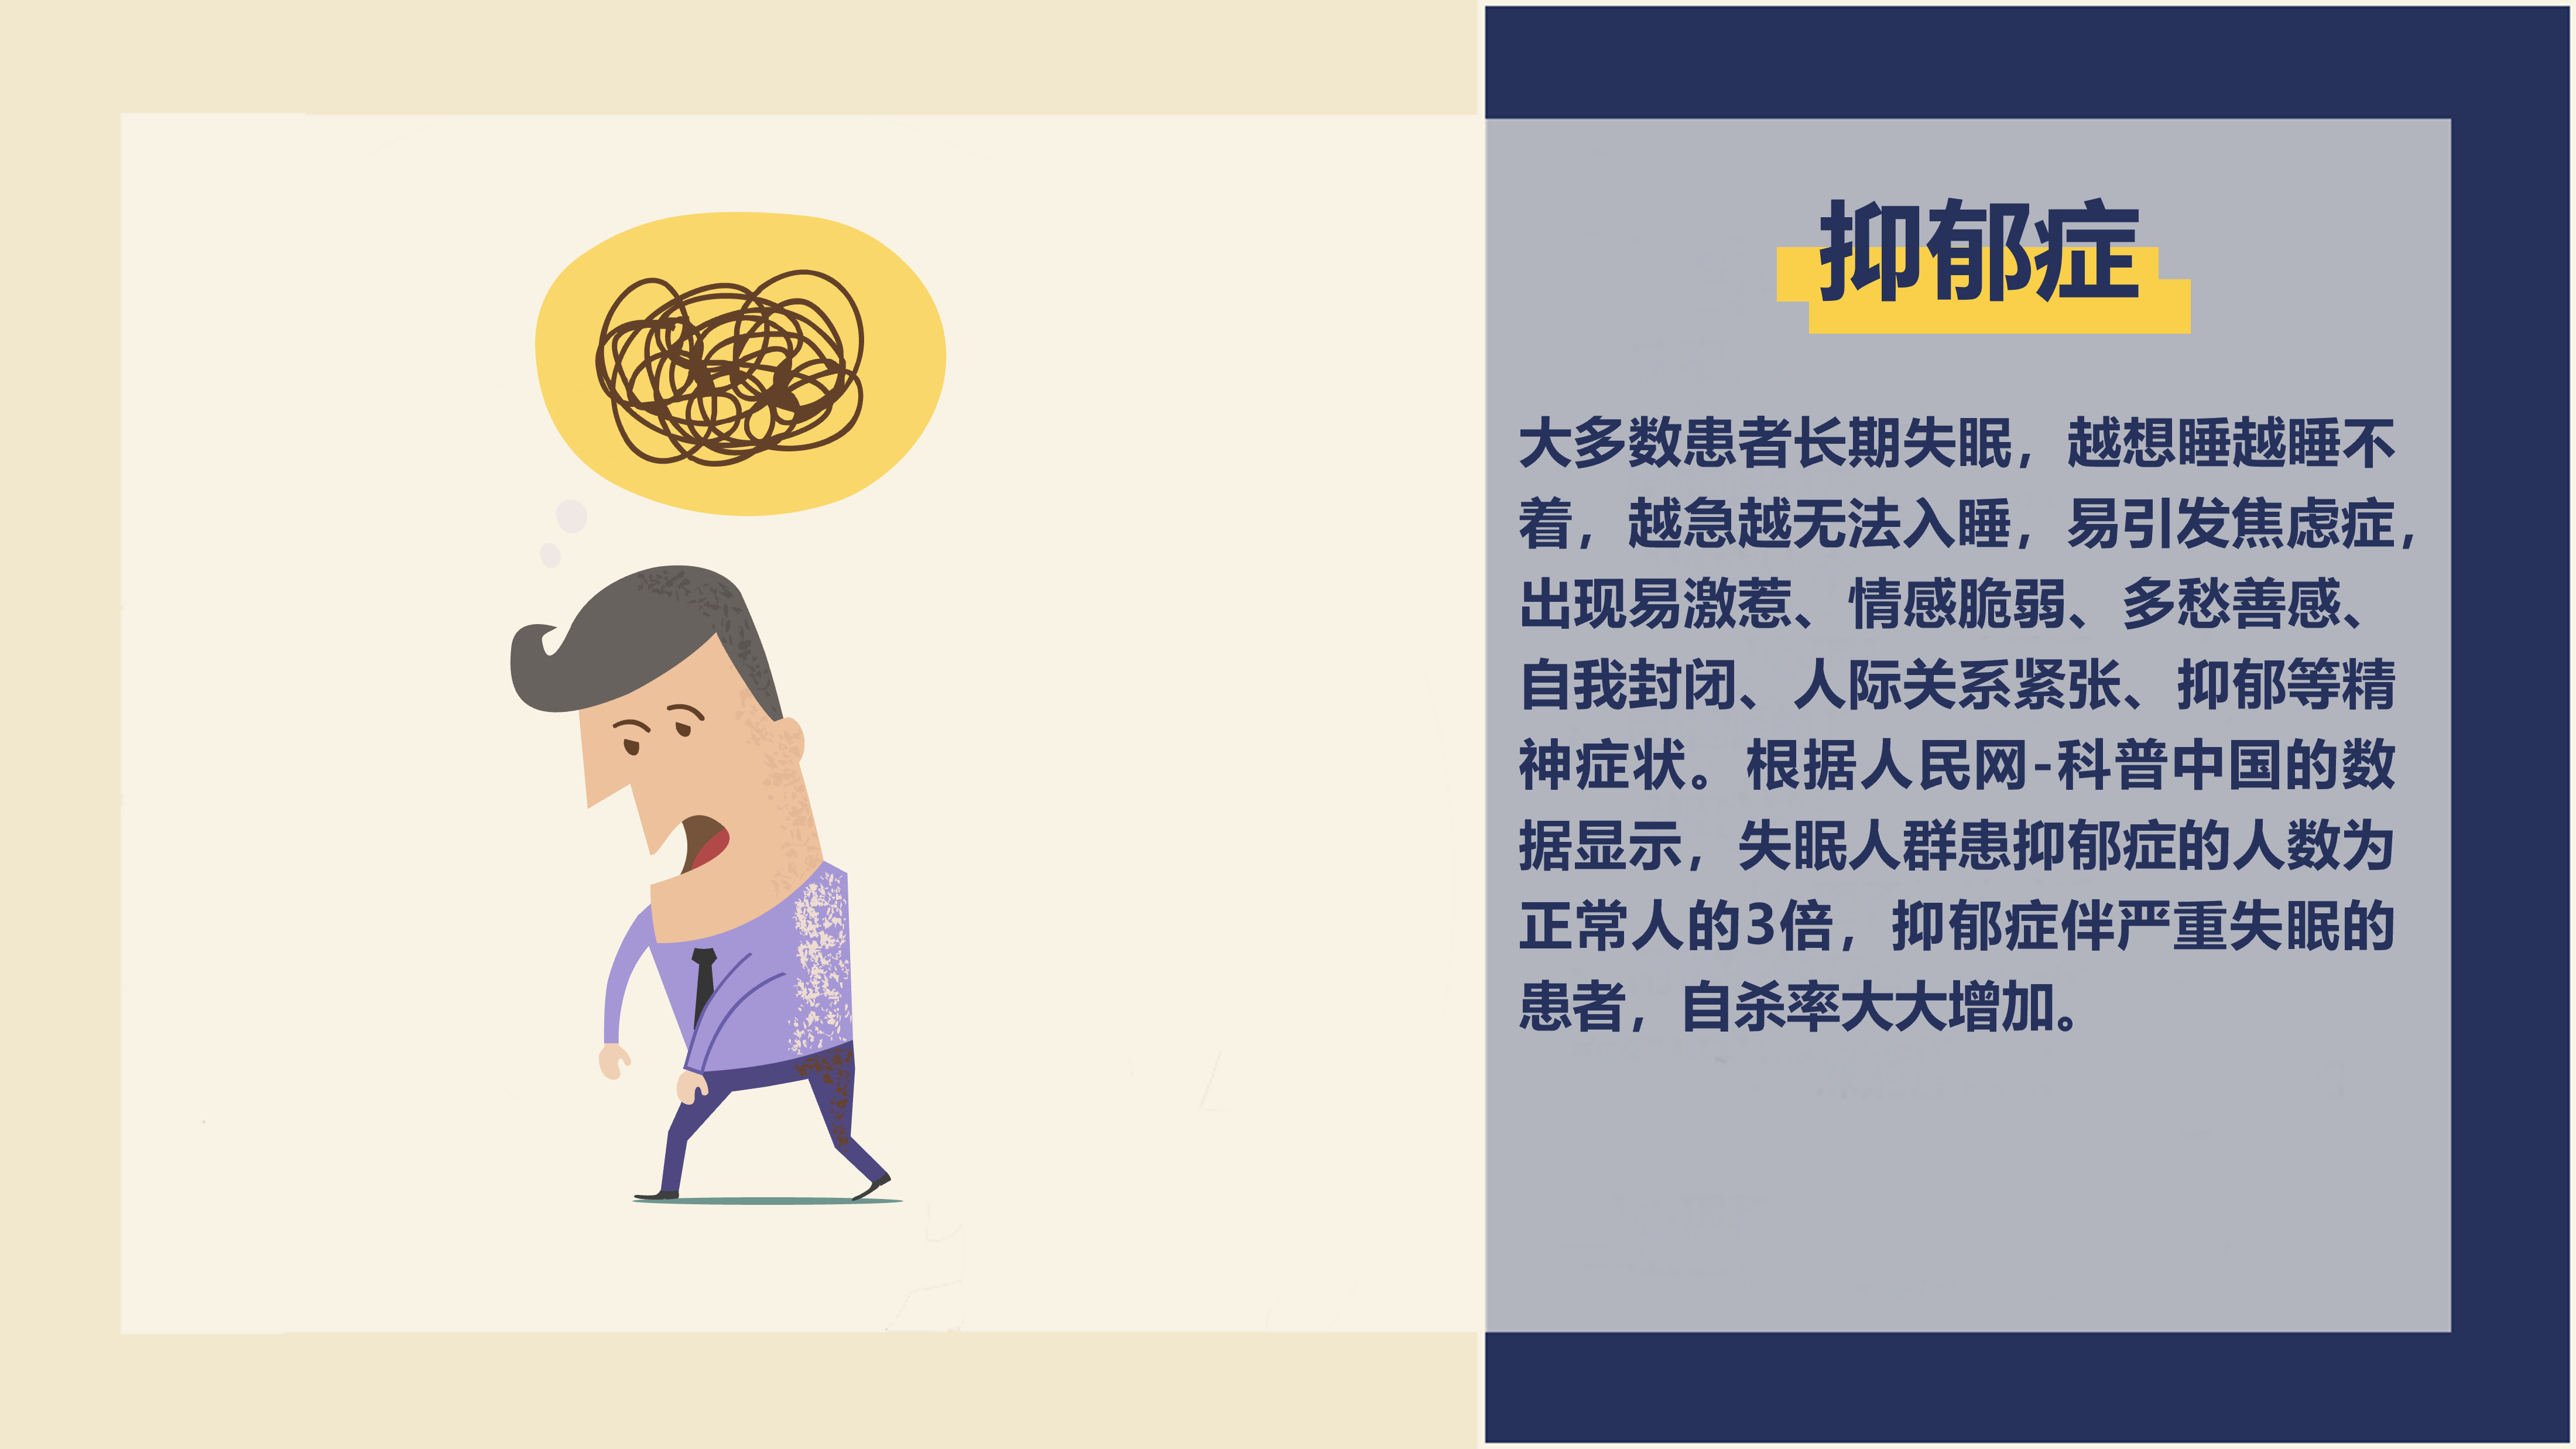 抑郁症
大多数患者长期失眠，越想睡越睡不
着，越急越无法入睡，易引发焦虑症，
出现易激惹、情感脆弱、多愁善感、
自我封闭、人际关系紧张、抑郁等精
神症状。根据人民网-科普中国的数
据显示，失眠人群患抑郁症的人数为
正常人的3倍，抑郁症伴严重失眠的
患者，自杀率大大增加。